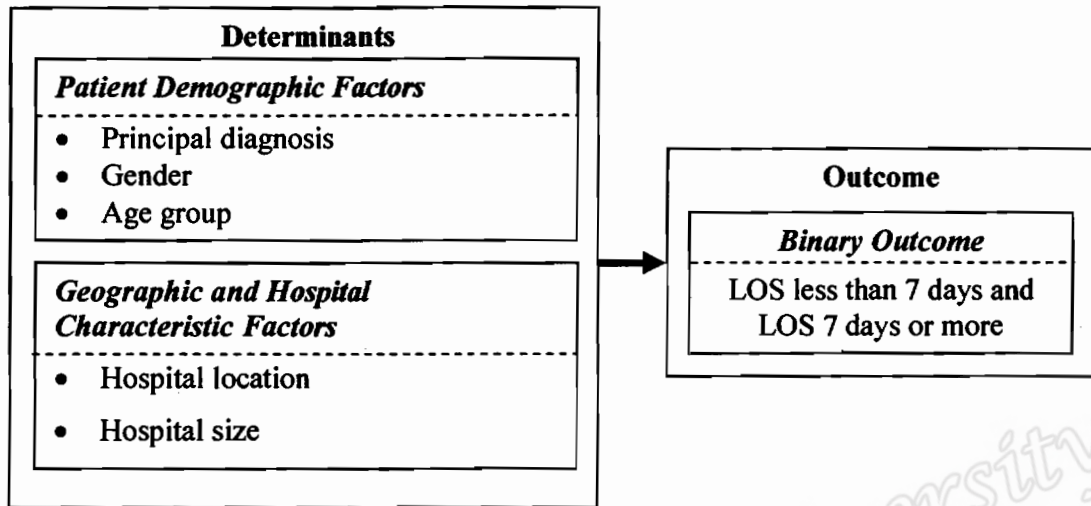 Determinants
Patient Demographic Factors
• Principal diagnosis
• Gender
• Age group
Geographic and Hospital
Characteristic Factors
• Hospital location
• Hospital size
Outcome
Binary Outcome
LOS less than 7 days and
LOS 7 days or more